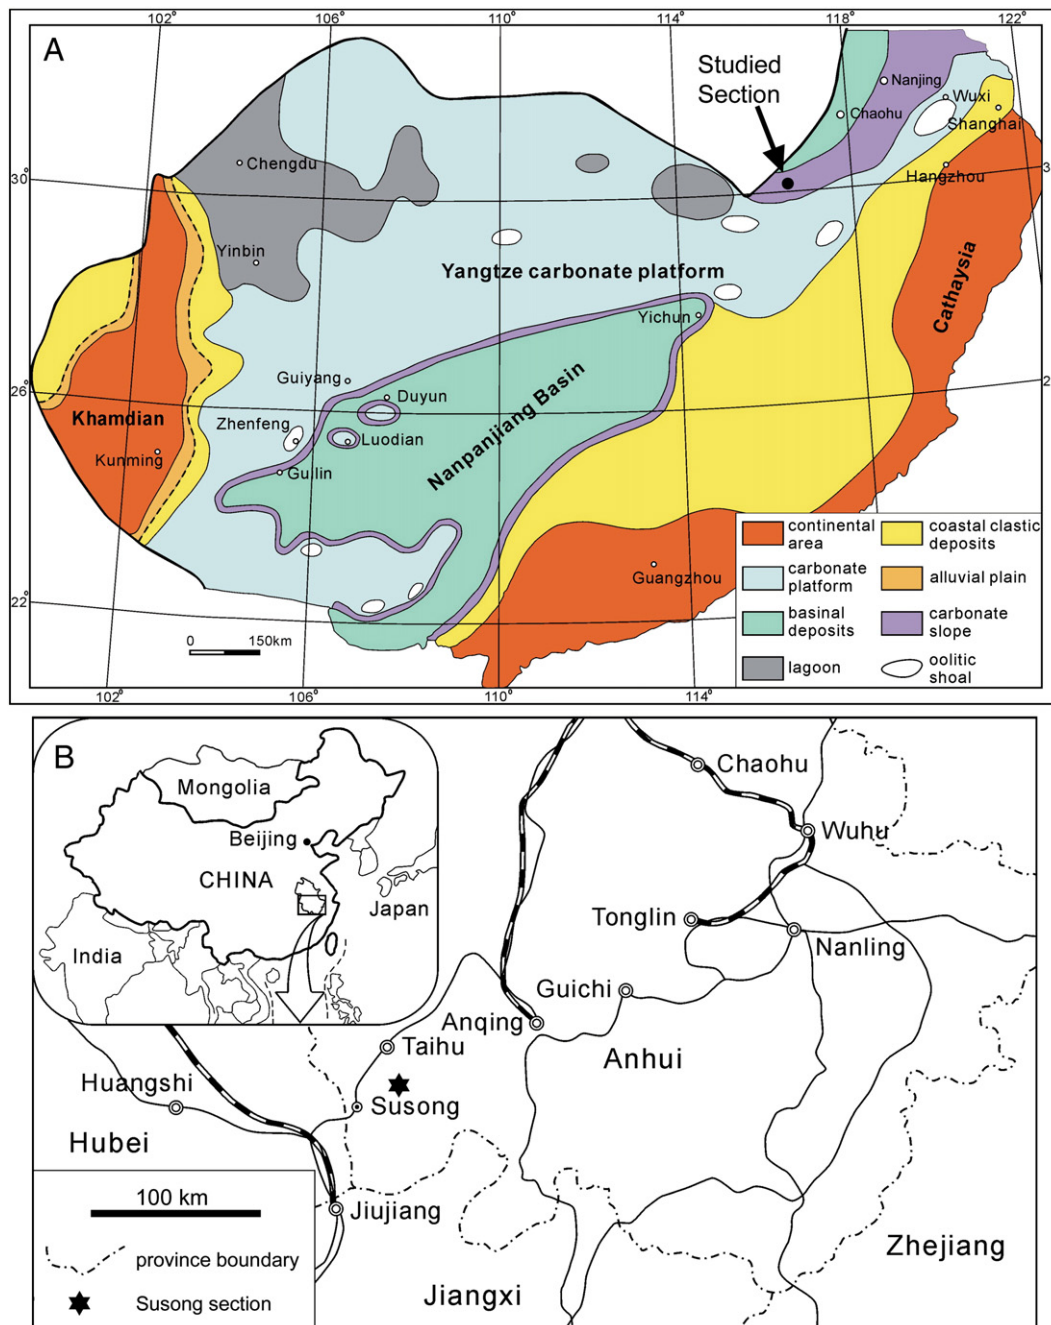 102° 106° 110° 114° 118° 122°
A
Studied
Section
Nanjing
Chaohu
Wuxi
Shanghai
Chengdu
Hangzhou
30°
3
Yinbin
Yangtze carbonate platform
Cathaysia
Yichun
Guiyang
26°
2
Duyun
Khamdian
Zhenfeng
Luodian
Nanpanjiang Basin
Kunming
Guilin
continental
area
coastal clastic
deposits
Guangzhou
carbonate
platform
alluvial plain
22°
basinal
deposits
carbonate
slope
0 150km
lagoon
oolitic
shoal
102° 106° 110° 114°
B
Mongolia
Chaohu
Beijing
Wuhu
CHINA
Japan
Tonglin
India
Nanling
Guichi
Anqing
Taihu
Anhui
Huangshi
Susong
Hubei
100 km
Jiujiang
Zhejiang
province boundary
Jiangxi
Susong section